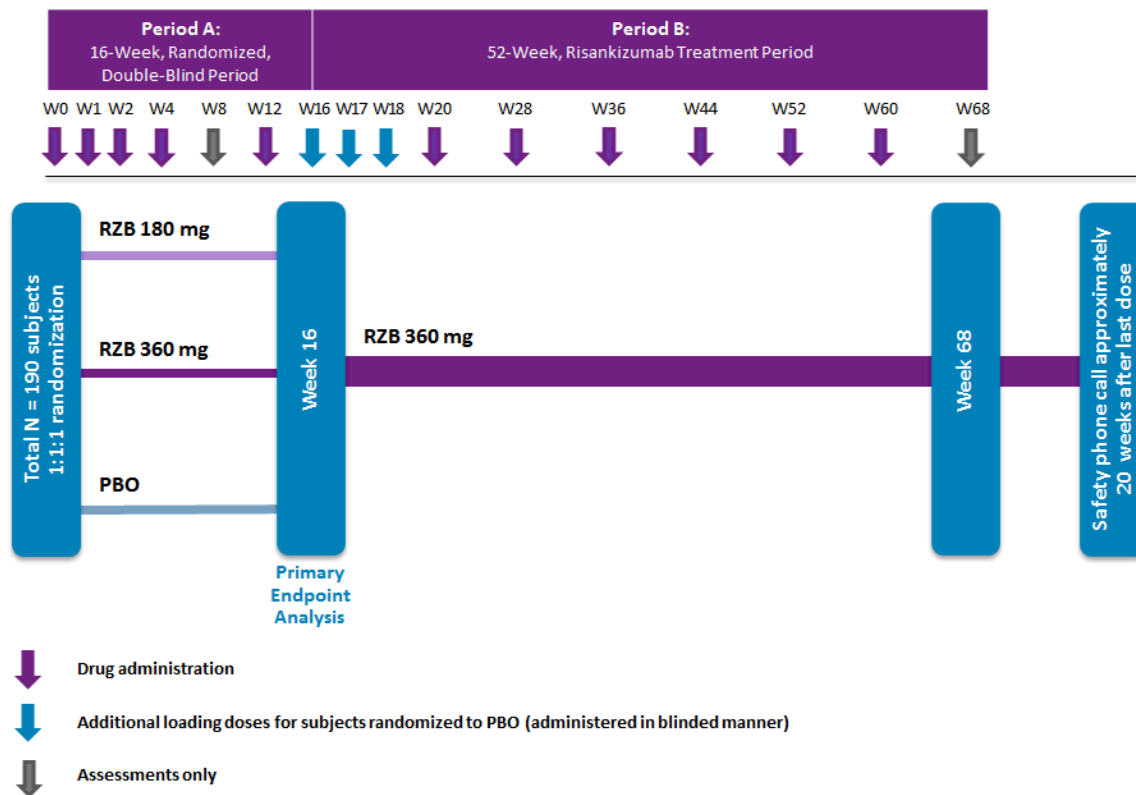 Period A:
16-Week, Randomized,
Double-Blind Period
Period B:
52-Week, Risankizumab Treatment Period
W0 W1 W2 W4 W8 W12 W16 W17 W18 W20 W28 W36 W44 W52 W60 W68
Total N = 190 subjects
1:1:1 randomization
RZB 180 mg
RZB 360 mg
PBO
Week 16
Primary
Endpoint
Analysis
RZB 360 mg
Week 68
Safety phone call approximately
20 weeks after last dose
Drug administration
Additional loading doses for subjects randomized to PBO (administered in blinded manner)
Assessments only